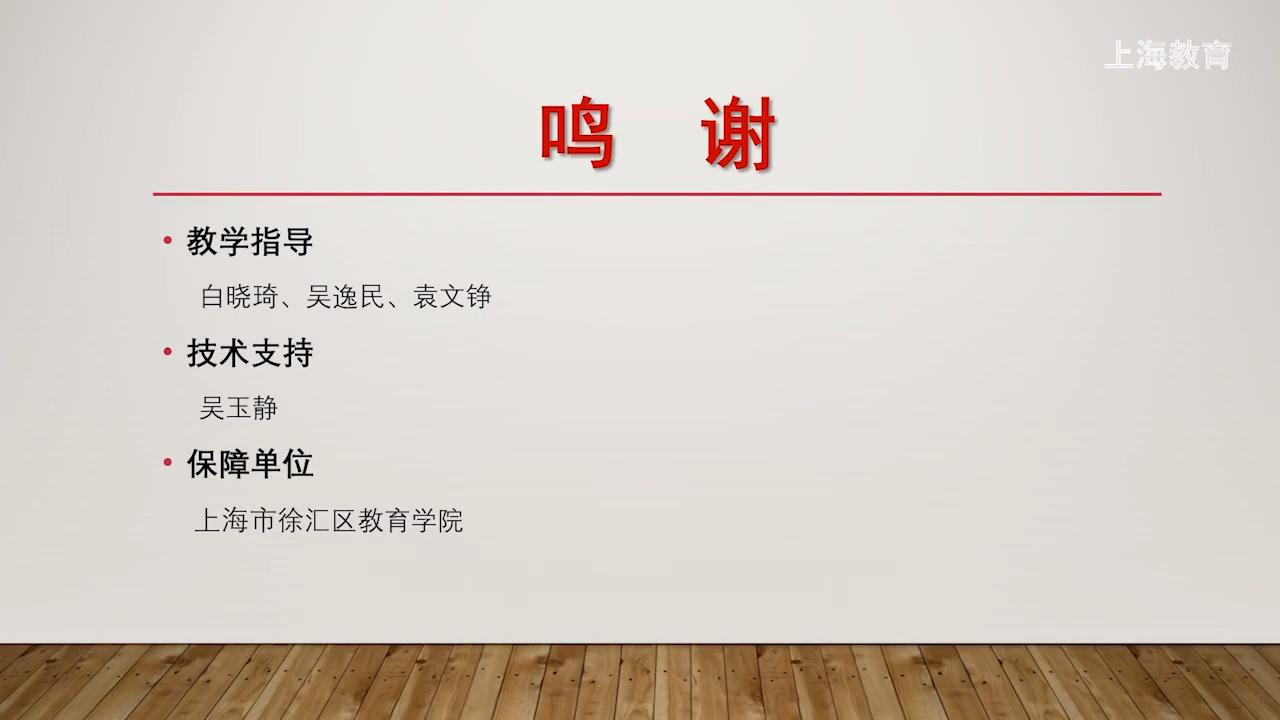 上海教育
鸣 谢
• 教学指导
白晓琦、吴逸民、袁文铮
• 技术支持
吴玉静
• 保障单位
上海市徐汇区教育学院